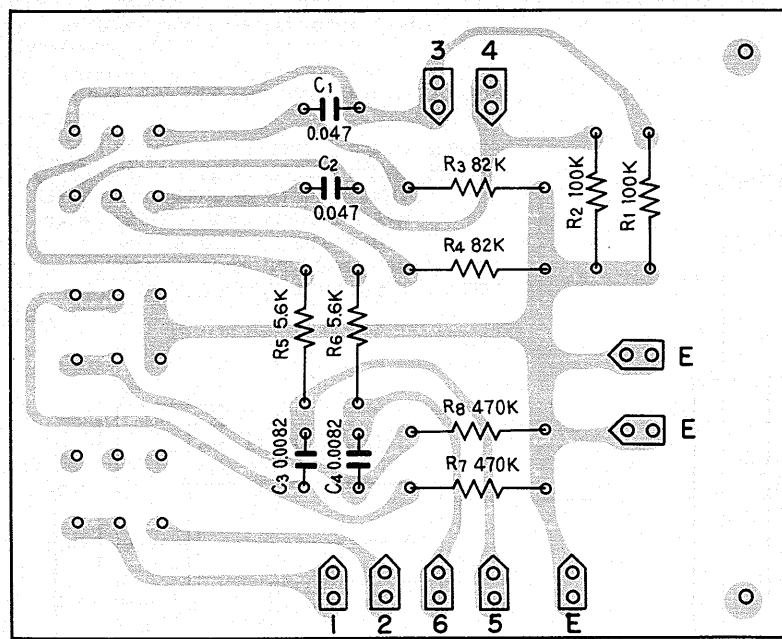 3 4
C1
0.047
C2
0.047
R3 82K
R2 100K
R1 100K
R4 82K
R5 5.6K
R6 5.6K
E
R8 470K
E
C3 0.0082
C4 0.0082
R7 470K
1 2 6 5 E